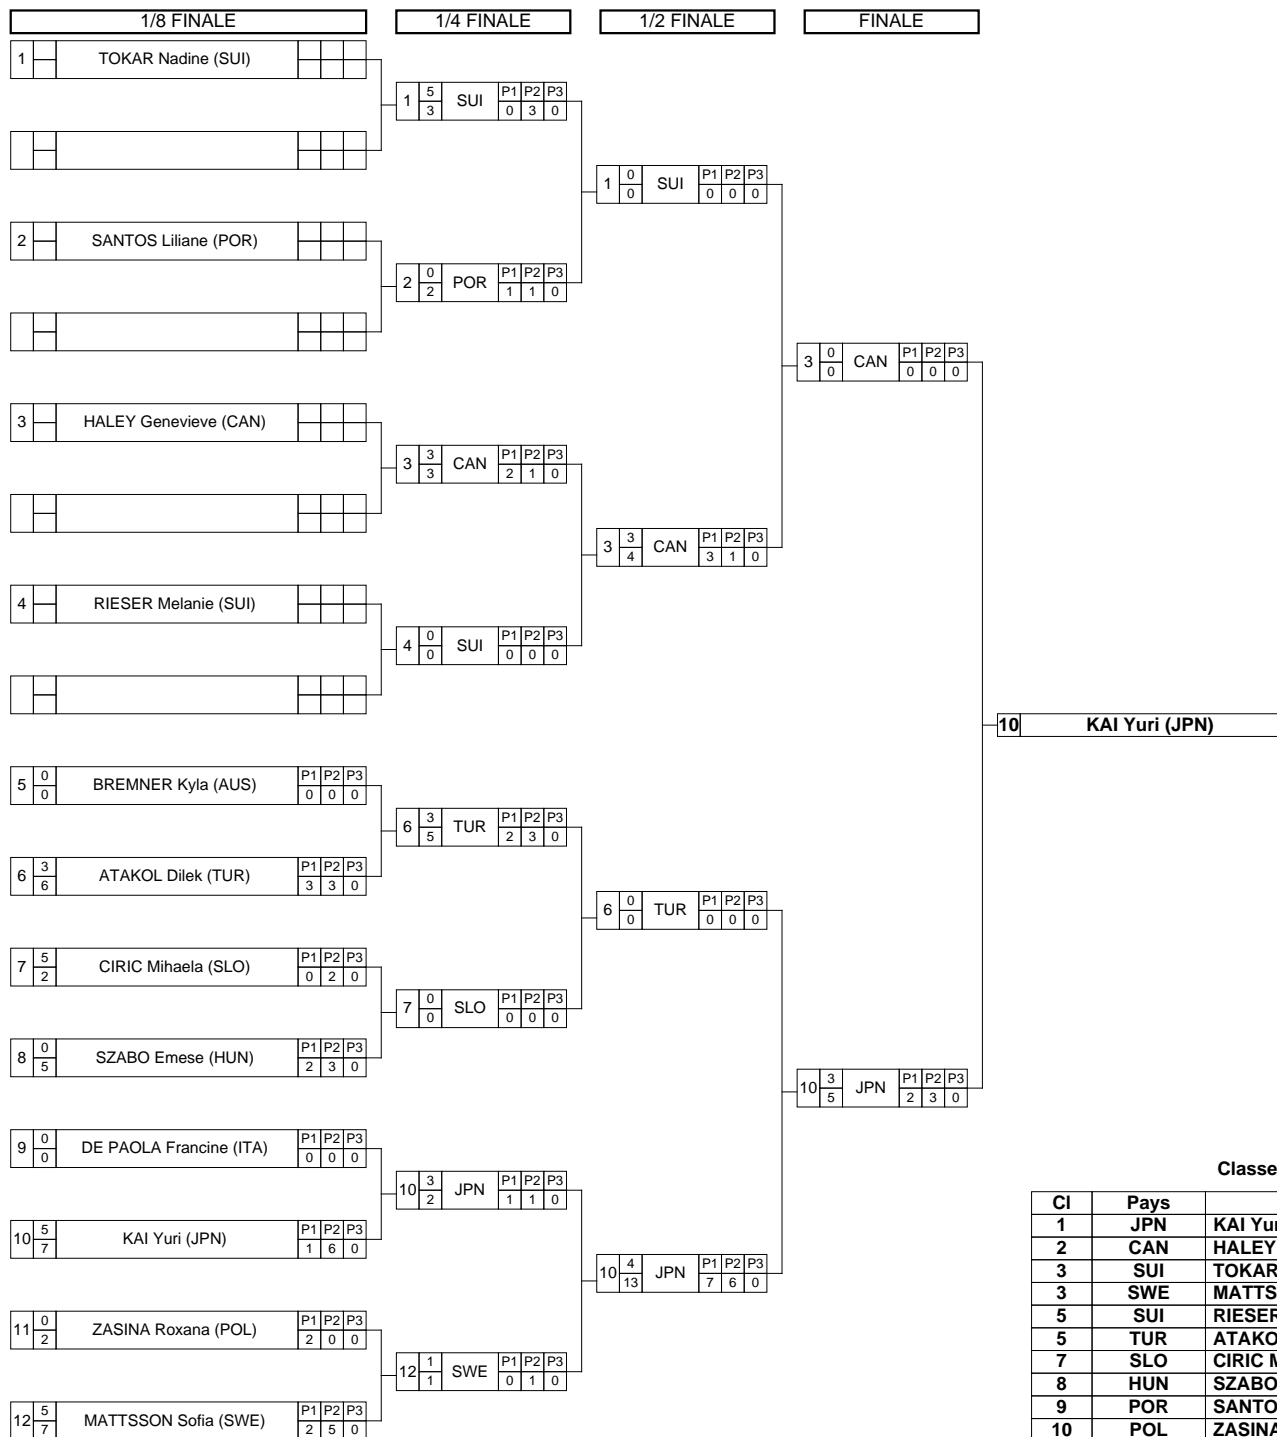 1/8 FINALE 1/4 FINALE 1/2 FINALE FINALE
1 TOKAR Nadine (SUI)
1 5 3 SUI P1 P2 P3 0 3 0
1 0 0 SUI P1 P2 P3 0 0 0
2 SANTOS Liliane (POR)
2 0 2 POR P1 P2 P3 1 1 0
3 0 0 CAN P1 P2 P3 0 0 0
3 HALEY Genevieve (CAN)
3 3 3 CAN P1 P2 P3 2 1 0
3 3 4 CAN P1 P2 P3 3 1 0
4 RIESER Melanie (SUI)
4 0 0 SUI P1 P2 P3 0 0 0
10 KAI Yuri (JPN)
5 0 0 BREMNER Kyla (AUS) P1 P2 P3 0 0 0
6 3 5 TUR P1 P2 P3 2 3 0
6 3 6 ATAKOL Dilek (TUR) P1 P2 P3 3 3 0
6 0 0 TUR P1 P2 P3 0 0 0
7 5 2 CIRIC Mihaela (SLO) P1 P2 P3 0 2 0
7 0 0 SLO P1 P2 P3 0 0 0
8 0 5 SZABO Emese (HUN) P1 P2 P3 2 3 0
10 3 5 JPN P1 P2 P3 2 3 0
9 0 0 DE PAOLA Francine (ITA) P1 P2 P3 0 0 0
10 3 2 JPN P1 P2 P3 1 1 0
10 5 7 KAI Yuri (JPN) P1 P2 P3 1 6 0
10 4 13 JPN P1 P2 P3 7 6 0
11 0 2 ZASINA Roxana (POL) P1 P2 P3 2 0 0
12 1 1 SWE P1 P2 P3 0 1 0
12 5 7 MATTSSON Sofia (SWE) P1 P2 P3 2 5 0
Classe
Cl Pays
1 JPN KAI Yu
2 CAN HALEY
3 SUI TOKAR
3 SWE MATTS
5 SUI RIESER
5 TUR ATAKO
7 SLO CIRIC M
8 HUN SZABO
9 POR SANTO
10 POL ZASINA